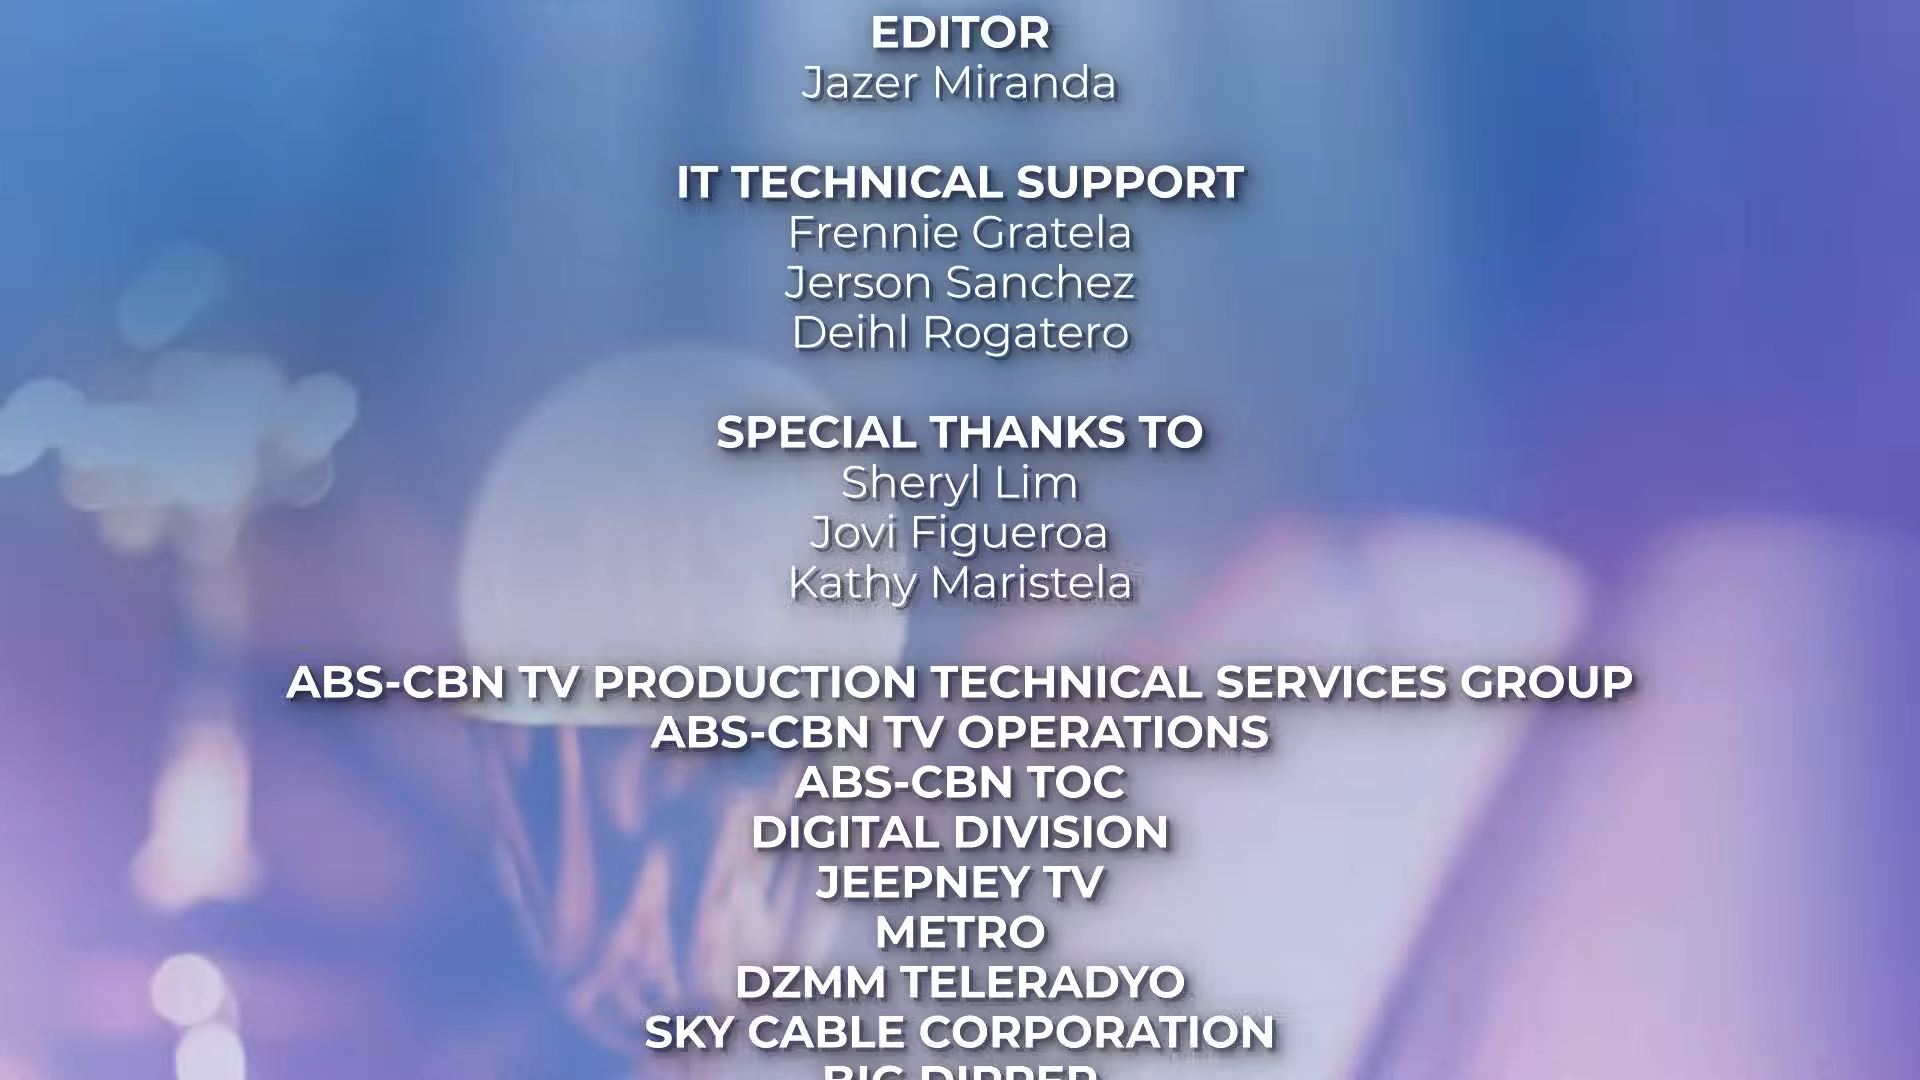 EDITOR
Jazer Miranda
IT TECHNICAL SUPPORT
Frennie Gratela
Jerson Sanchez
Deihl Rogatero
SPECIAL THANKS TO
Sheryl Lim
Jovi Figueroa
Kathy Maristela
ABS-CBN TV PRODUCTION TECHNICAL SERVICES GROUP
ABS-CBN TV OPERATIONS
ABS-CBN TOC
DIGITAL DIVISION
JEEPNEY TV
METRO
DZMM TELERADYO
SKY CABLE CORPORATION
BIG DIPPER